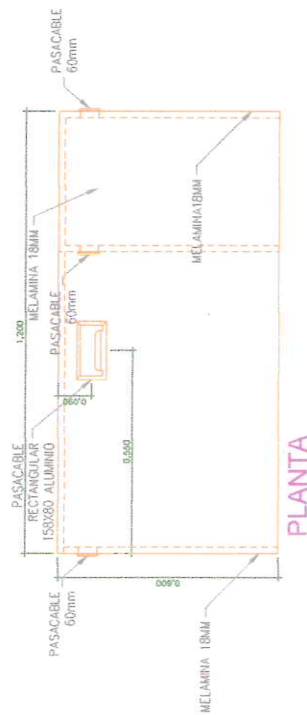 PASACABLE
60mm
1,200
MELAMINA 18MM
PASACABLE
60mm
PASACABLE
RECTANGULAR
158X80 ALUMINIO
0,090
PASACABLE
60mm
0,550
MELAMINA18MM
0,600
MELAMINA 18MM
PLANTA